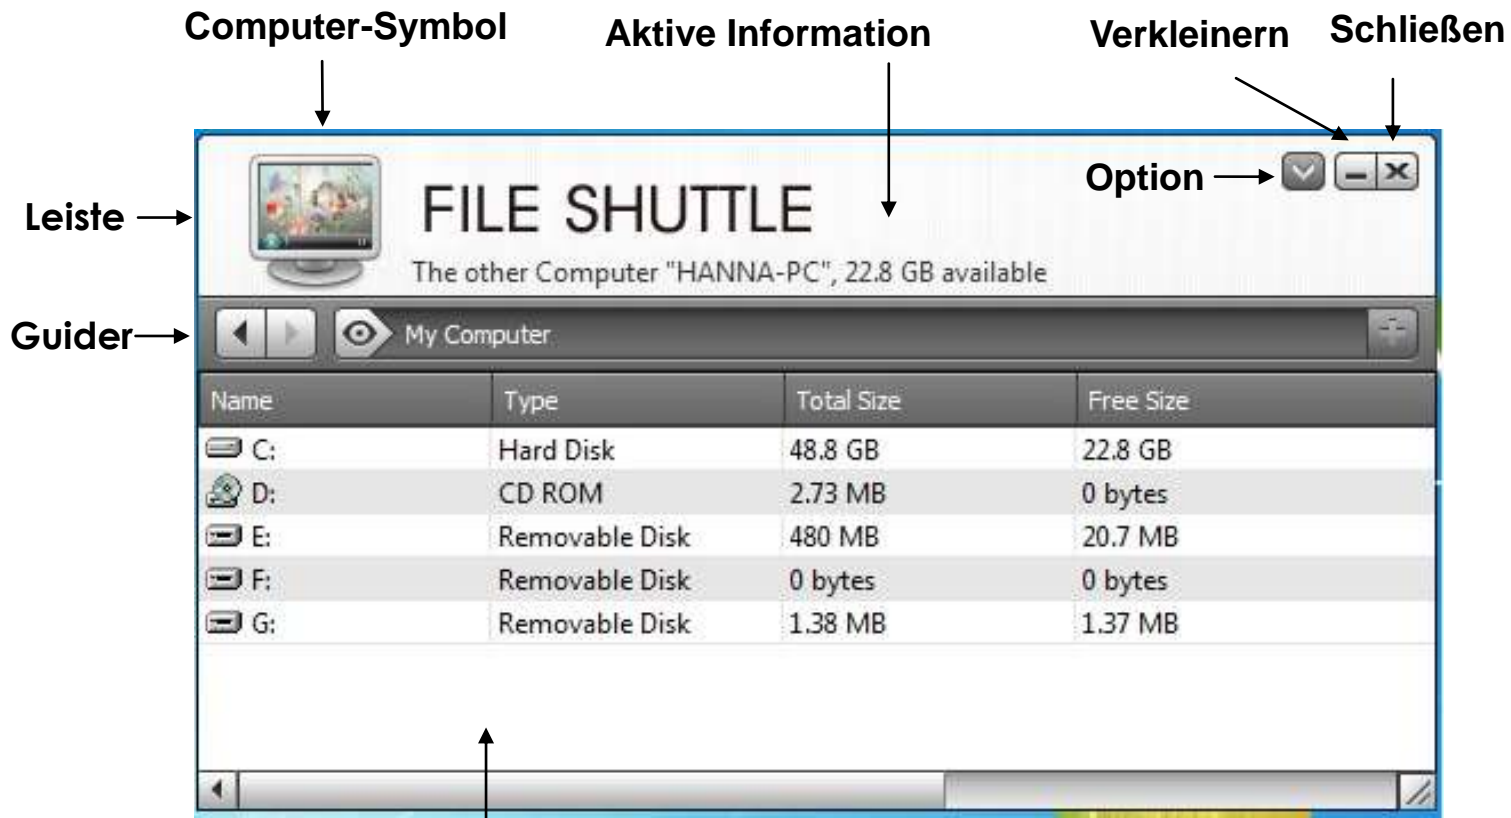 Computer-Symbol Aktive Information Verkleinern Schließen
Option
Leiste
FILE SHUTTLE
The other Computer "HANNA-PC", 22.8 GB available
Guider
My Computer
Name Type Total Size Free Size
C: Hard Disk 48.8 GB 22.8 GB
D: CD ROM 2.73 MB 0 bytes
E: Removable Disk 480 MB 20.7 MB
F: Removable Disk 0 bytes 0 bytes
G: Removable Disk 1.38 MB 1.37 MB